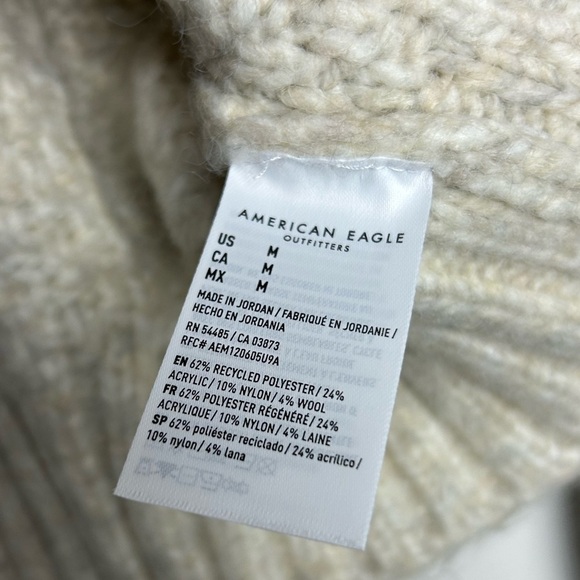 AMERICAN EAGLE
OUTFITTERS
US M
CA M
MX M
MADE IN JORDAN / FABRIQUÉ EN JORDANIE /
HECHO EN JORDANIA
RN 54485 / CA 03873
RFC# AEM120605U9A
EN 62% RECYCLED POLYESTER / 24%
ACRYLIC / 10% NYLON / 4% WOOL
FR 62% POLYESTER RÉGÉNÉRÉ / 24%
ACRYLIQUE / 10% NYLON / 4% LAINE
SP 62% poliéster reciclado / 24% acrílico /
10% nylon / 4% lana